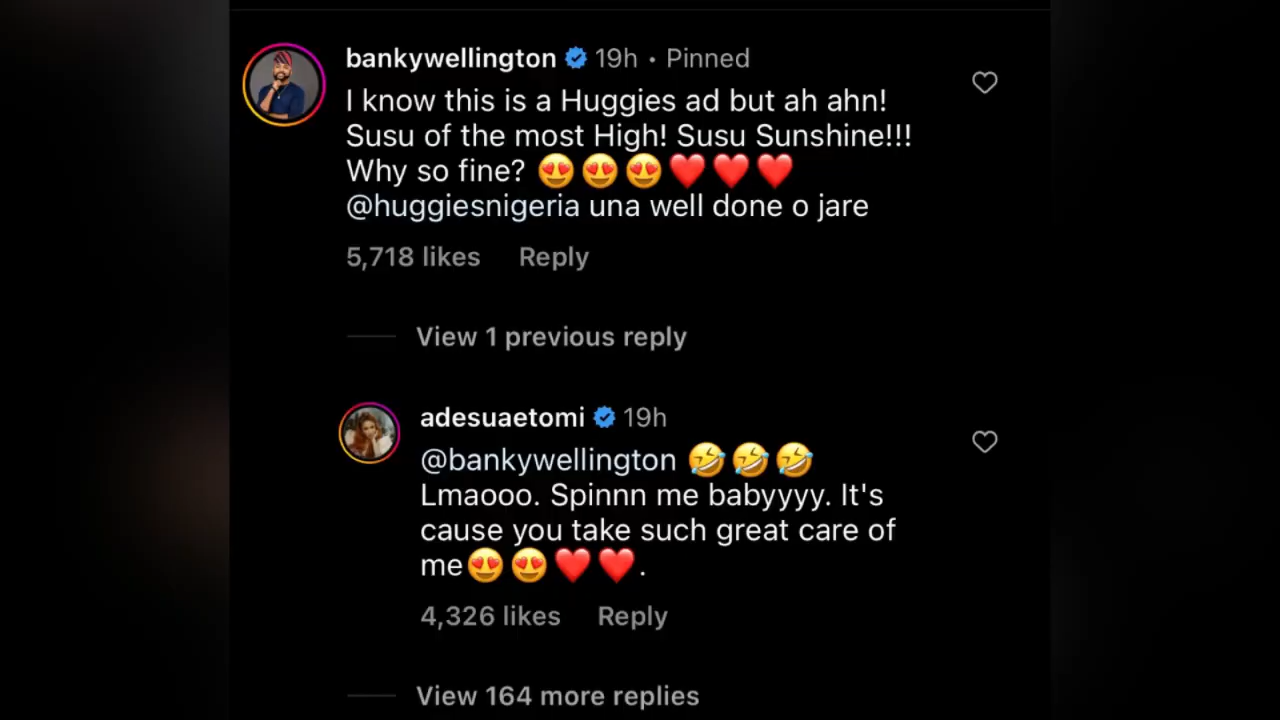 bankywellington 19h • Pinned
I know this is a Huggies ad but ah ahn!
Susu of the most High! Susu Sunshine!!!
Why so fine? 😍😍😍❤️❤️❤️
@huggiesnigeria una well done o jare
5,718 likes Reply
View 1 previous reply
adesuaetomi 19h
@bankywellington 🤣🤣🤣
Lmaooo. Spinnn me babyyyy. It's
cause you take such great care of
me😍😍❤️❤️.
4,326 likes Reply
View 164 more replies